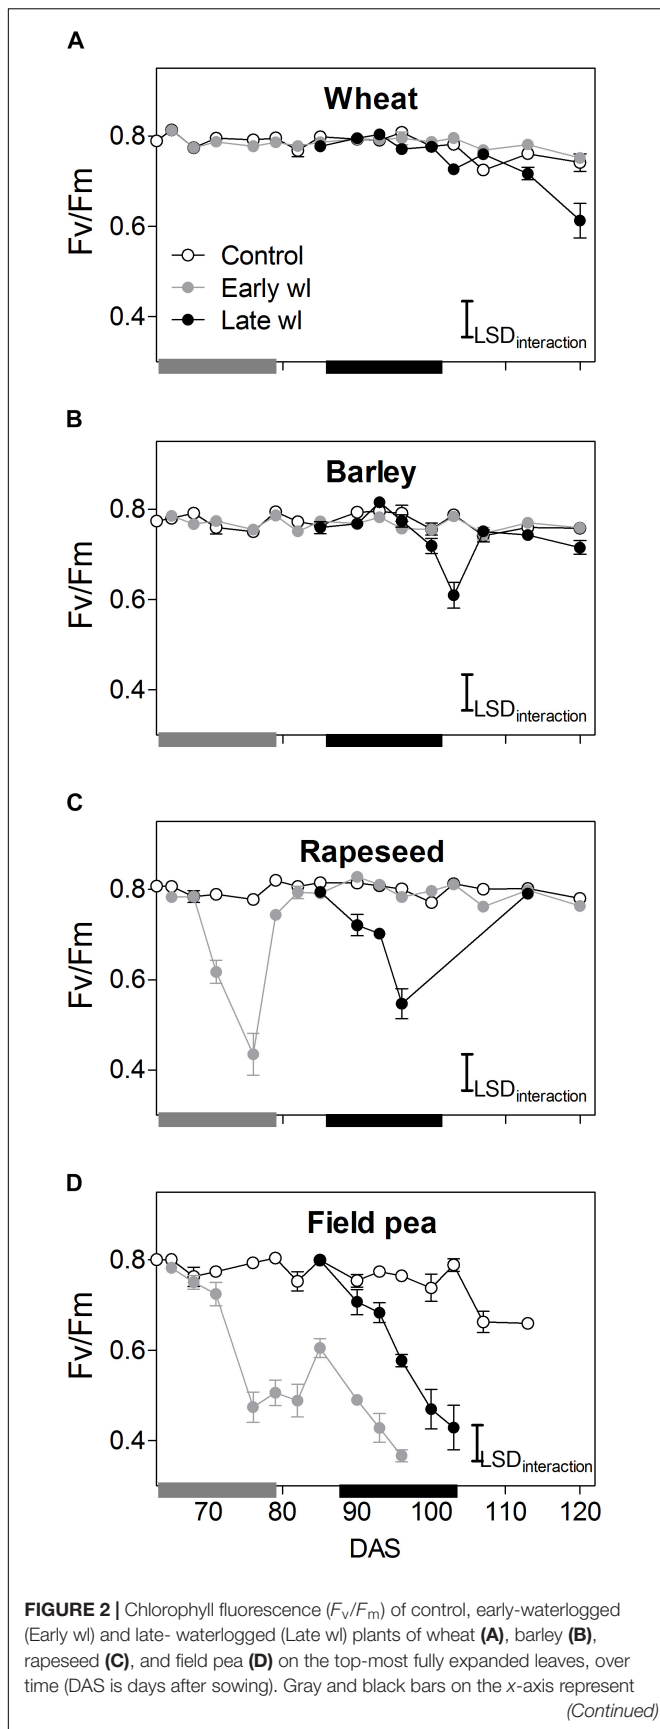 A
Wheat
0.8
0.6
0.4
Fv/Fm
Control
Early wl
Late wl
LSDinteraction
B
Barley
0.8
0.6
0.4
Fv/Fm
LSDinteraction
C
Rapeseed
0.8
0.6
0.4
Fv/Fm
LSDinteraction
D
Field pea
0.8
0.6
0.4
Fv/Fm
LSDinteraction
70 80 90 100 110 120
DAS
FIGURE 2 | Chlorophyll fluorescence (Fv/Fm) of control, early-waterlogged
(Early wl) and late- waterlogged (Late wl) plants of wheat (A), barley (B),
rapeseed (C), and field pea (D) on the top-most fully expanded leaves, over
time (DAS is days after sowing). Gray and black bars on the x-axis represent
(Continued)